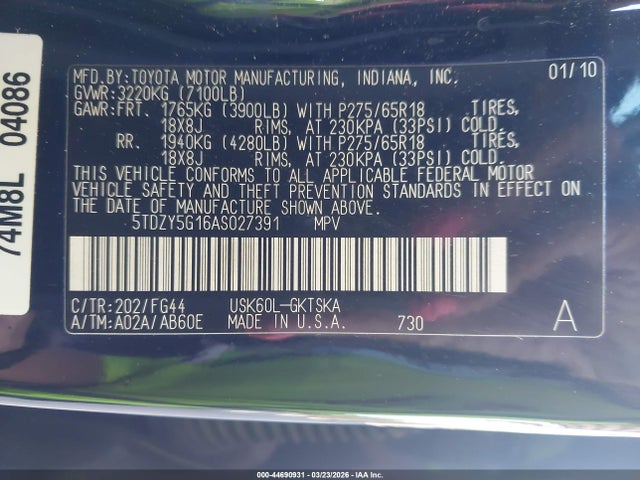 74M8L 04086
MFD.BY:TOYOTA MOTOR MANUFACTURING, INDIANA, INC. 01/10
GVWR:3220KG (7100LB)
GAWR:FRT. 1765KG (3900LB) WITH P275/65R18 TIRES,
18X8J RIMS, AT 230KPA (33PSI) COLD.
RR. 1940KG (4280LB) WITH P275/65R18 TIRES,
18X8J RIMS, AT 230KPA (33PSI) COLD.
THIS VEHICLE CONFORMS TO ALL APPLICABLE FEDERAL MOTOR
VEHICLE SAFETY AND THEFT PREVENTION STANDARDS IN EFFECT
ON THE DATE OF MANUFACTURE SHOWN ABOVE.
5TDZY5G16AS027391 MPV
C/TR:202/FG44 USK60L-GKTSKA
A/TM:A02A/AB60E MADE IN U.S.A. 730 A
000-44690931 - 03/23/2026 - IAA, Inc.